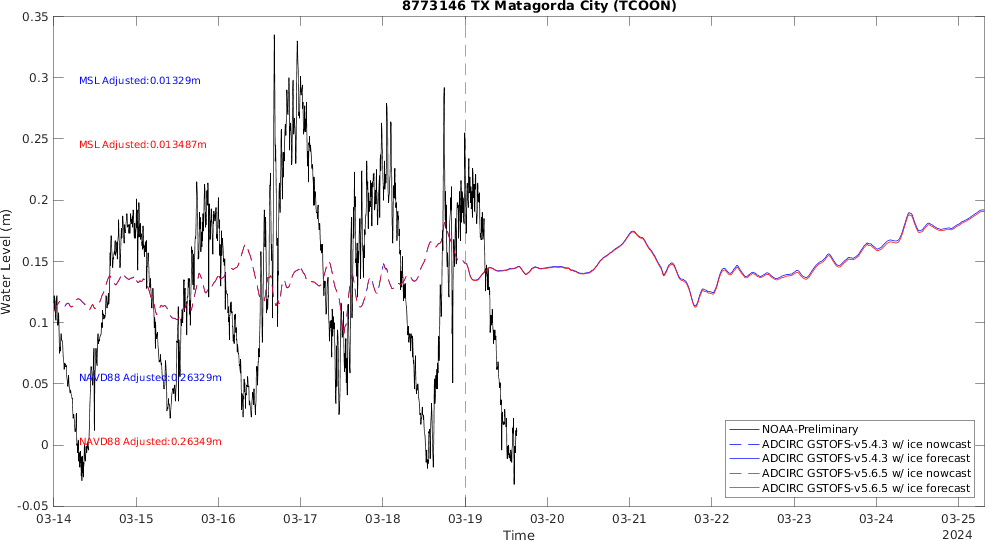 8773146 TX Matagorda City (TCOON)
0.35
0.3
0.25
0.2
0.15
0.1
0.05
0
-0.05
Water Level (m)
MSL Adjusted:0.01329m
MSL Adjusted:0.013487m
NAVD88 Adjusted:0.26329m
NAVD88 Adjusted:0.26349m
NOAA-Preliminary
ADCIRC GSTOFS-v5.4.3 w/ ice nowcast
ADCIRC GSTOFS-v5.4.3 w/ ice forecast
ADCIRC GSTOFS-v5.6.5 w/ ice nowcast
ADCIRC GSTOFS-v5.6.5 w/ ice forecast
03-14 03-15 03-16 03-17 03-18 03-19 03-20 03-21 03-22 03-23 03-24 03-25
Time
2024